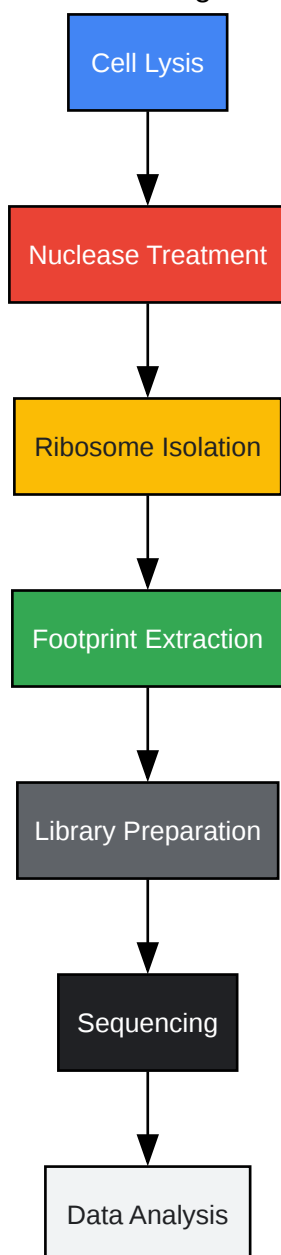 Cell Lysis
Nuclease Treatment
Ribosome Isolation
Footprint Extraction
Library Preparation
Sequencing
Data Analysis